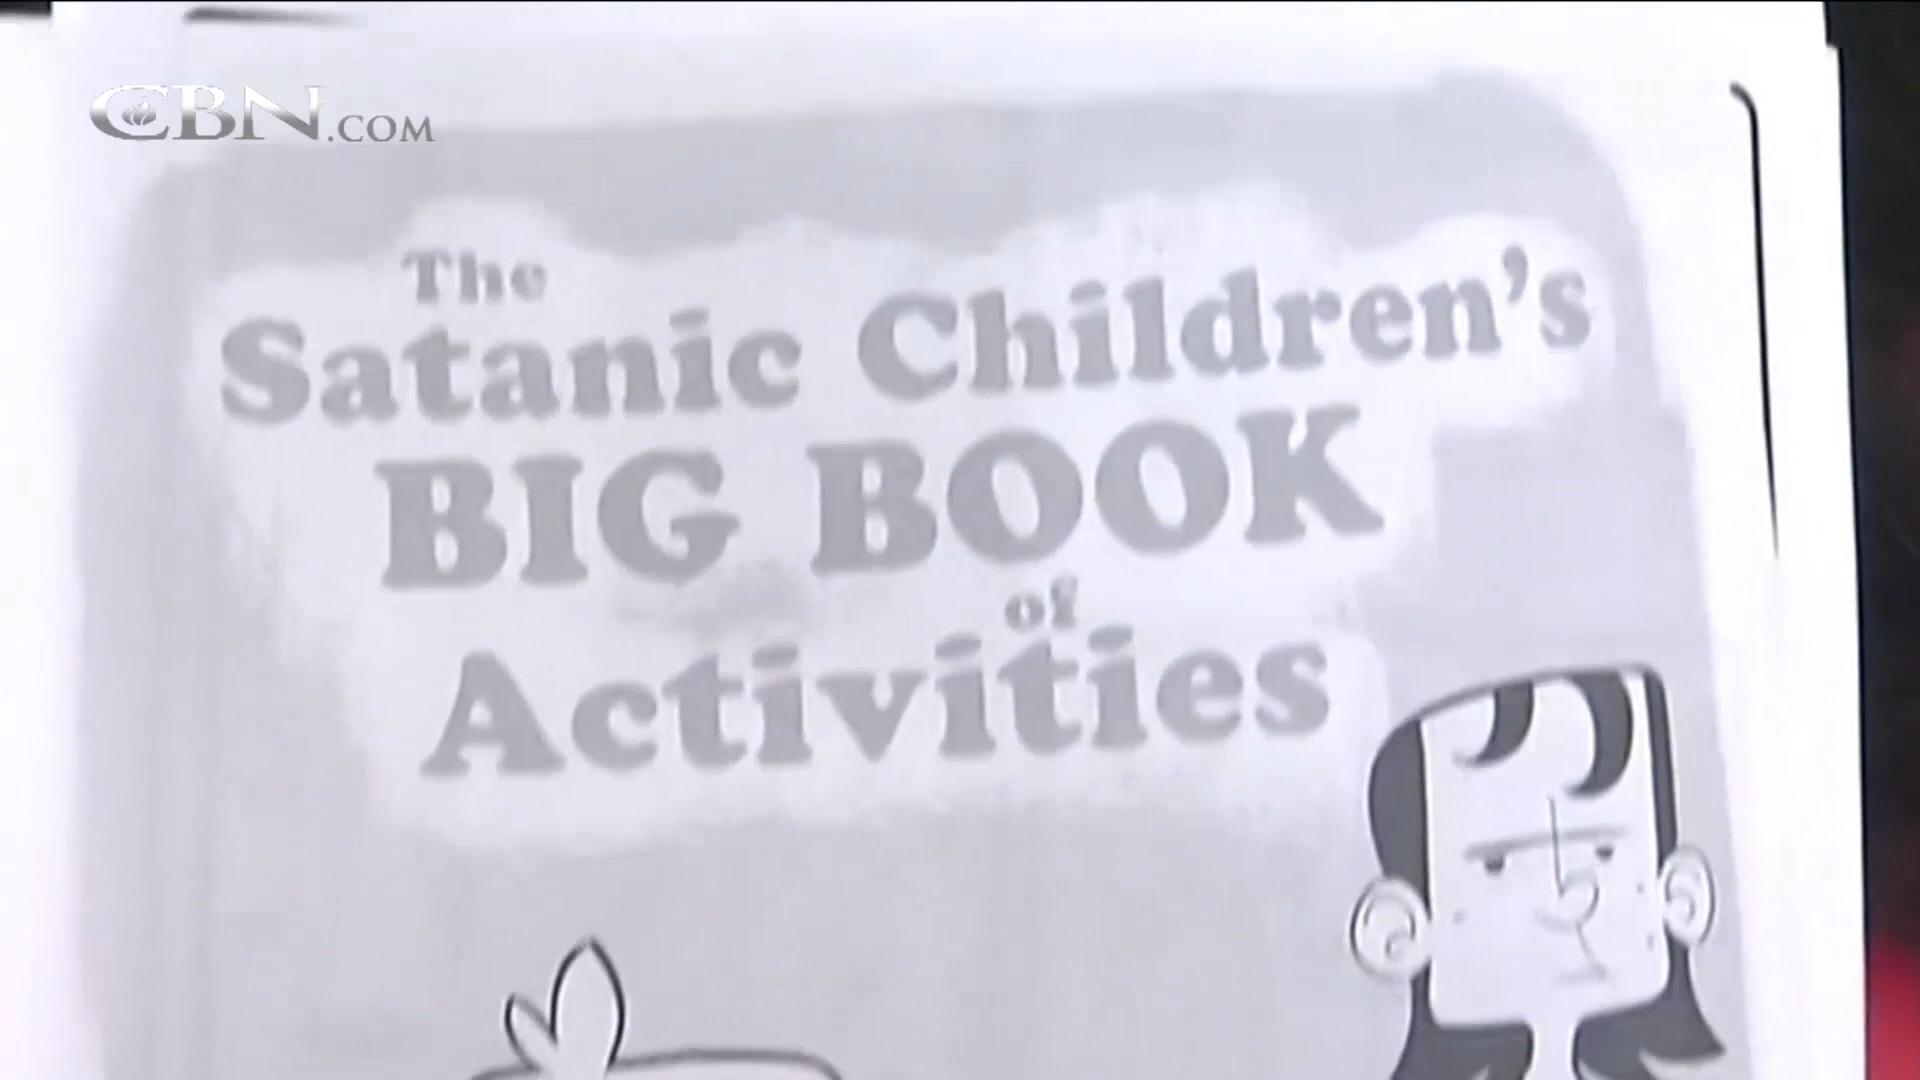 CBN.COM
The
Satanic Children's
BIG BOOK
of
Activities